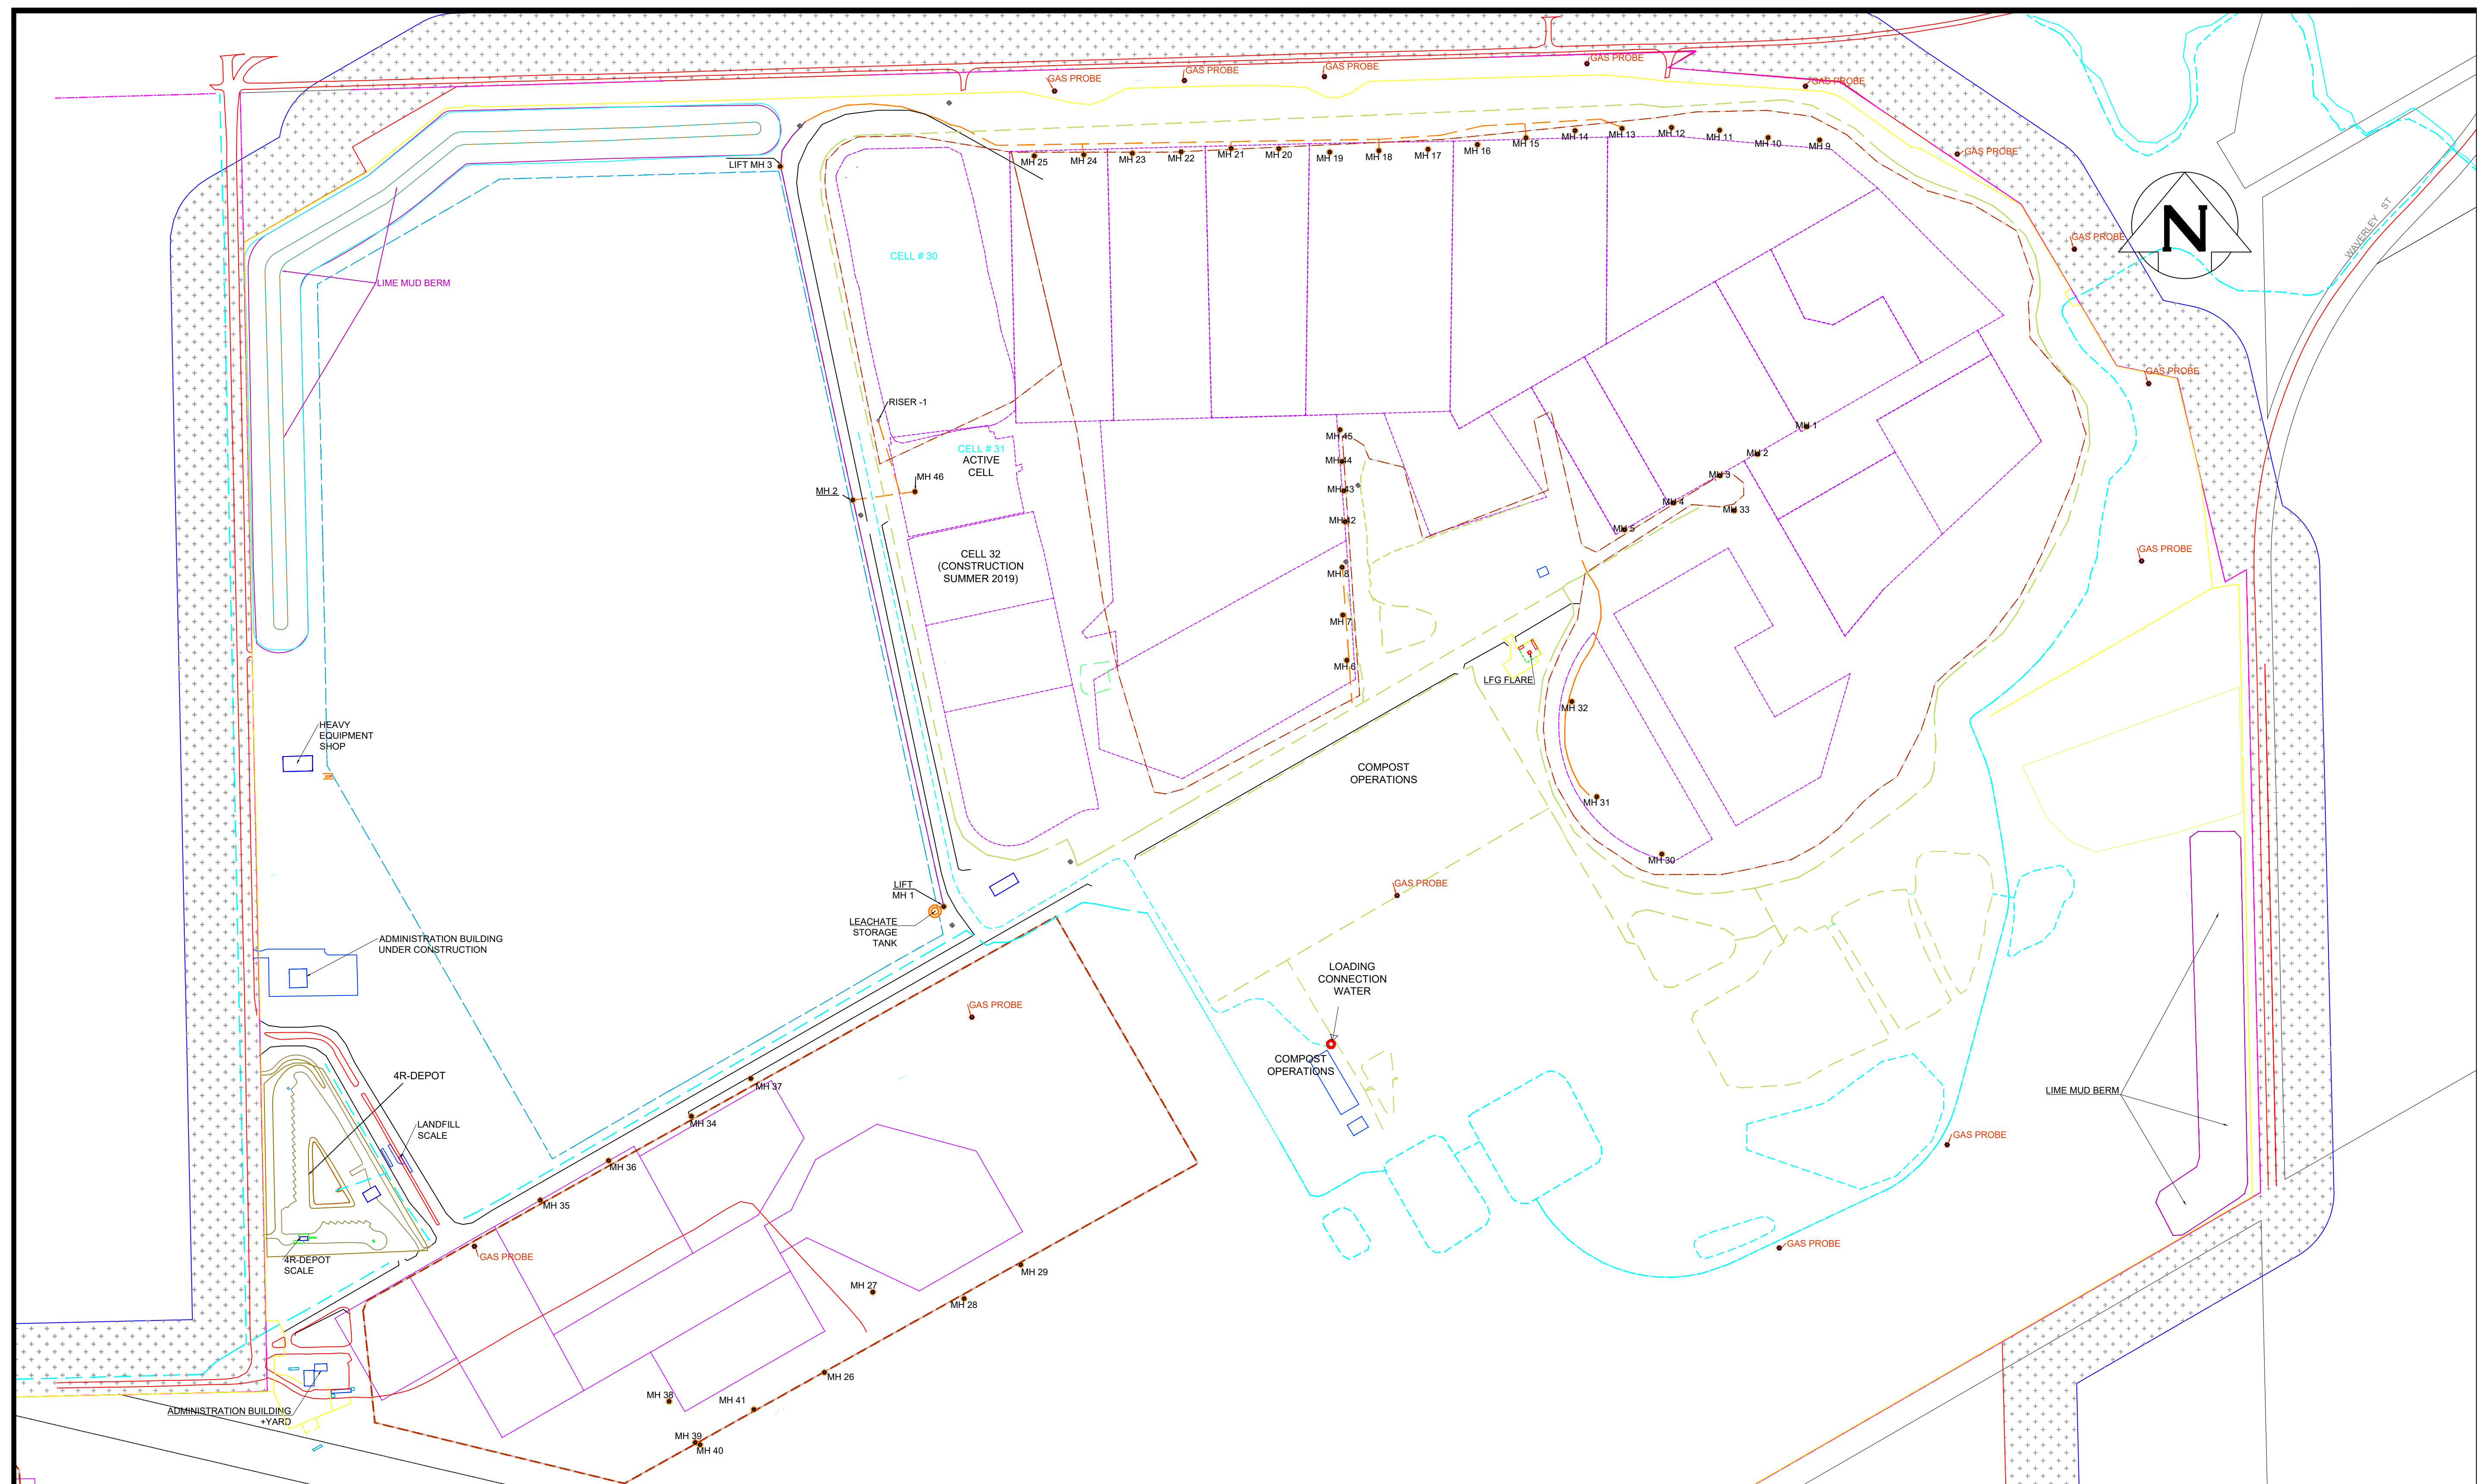 GAS PROBE
GAS PROBE
GAS PROBE
GAS PROBE
GAS PROBE
GAS PROBE
GAS PROBE
GAS PROBE
GAS PROBE
N
WAVERLEY ST
LIFT MH 3
MH 25
MH 24
MH 23
MH 22
MH 21
MH 20
MH 19
MH 18
MH 17
MH 16
MH 15
MH 14
MH 13
MH 12
MH 11
MH 10
MH 9
CELL # 30
LIME MUD BERM
RISER -1
CELL # 31
ACTIVE
CELL
MH 46
MH 2
MH 45
MH 44
MH 43
MH 42
MH 8
MH 7
MH 6
MH 1
MH 2
MH 3
MH 4
MH 5
MH 33
CELL 32
(CONSTRUCTION
SUMMER 2019)
LFG FLARE
MH 32
MH 31
MH 30
HEAVY
EQUIPMENT
SHOP
COMPOST
OPERATIONS
LIFT
MH 1
LEACHATE
STORAGE
TANK
GAS PROBE
ADMINISTRATION BUILDING
UNDER CONSTRUCTION
GAS PROBE
LOADING
CONNECTION
WATER
COMPOST
OPERATIONS
4R-DEPOT
LANDFILL
SCALE
MH 37
MH 34
MH 36
MH 35
GAS PROBE
4R-DEPOT
SCALE
LIME MUD BERM
GAS PROBE
GAS PROBE
MH 29
MH 27
MH 28
MH 26
MH 38
MH 41
MH 39
MH 40
ADMINISTRATION BUILDING
+YARD